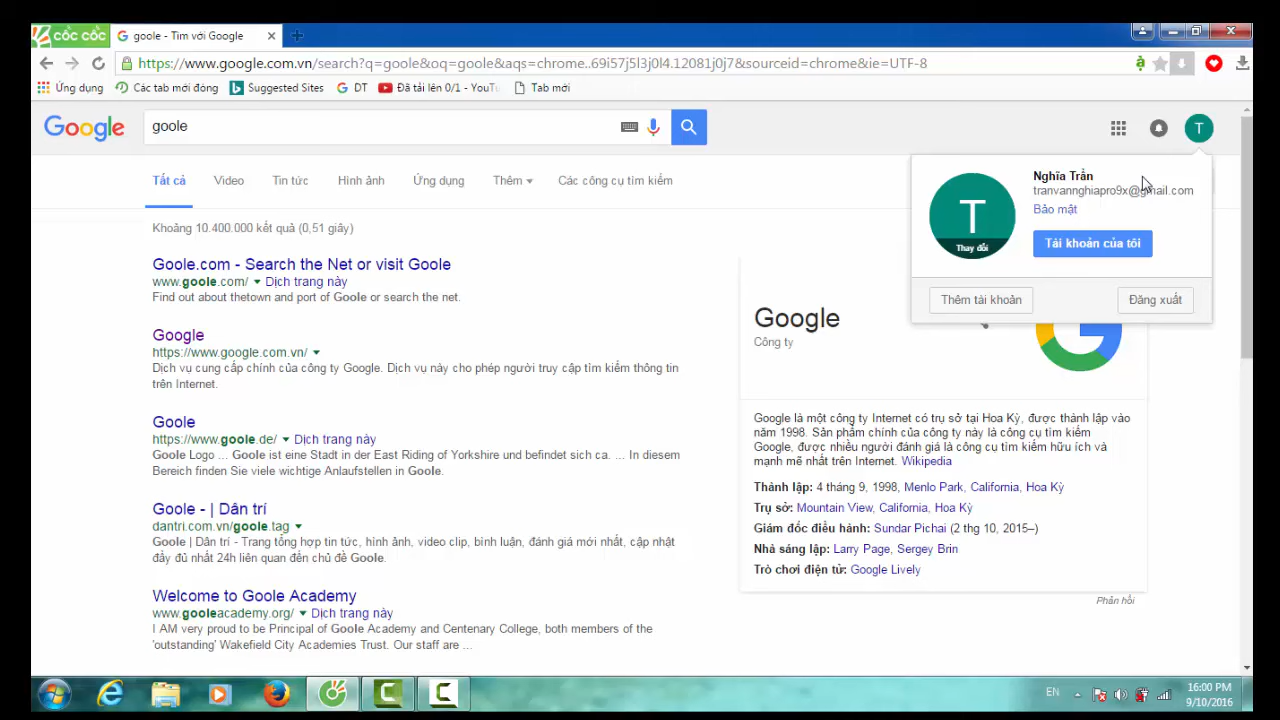 cốc cốc
goole - Tìm với Google
https://www.google.com.vn/search?q=goole&oq=goole&aqs=chrome..69i57j5l3j0l4.12081j0j7&sourceid=chrome&ie=UTF-8
Ứng dụng
Các tab mới đóng
Suggested Sites
DT
Đã tải lên 0/1 - YouTu
Tab mới
Google
goole
T
Tất cả
Video
Tin tức
Hình ảnh
Ứng dụng
Thêm
Các công cụ tìm kiếm
Nghĩa Trần
tranvannghiapro9x@gmail.com
Bảo mật
T
Thay đổi
Tài khoản của tôi
Thêm tài khoản
Đăng xuất
Khoảng 10.400.000 kết quả (0,51 giây)
Goole.com - Search the Net or visit Goole
www.goole.com/ Dịch trang này
Find out about thetown and port of Goole or search the net.
Google
https://www.google.com.vn/
Dịch vụ cung cấp chính của công ty Google. Dịch vụ này cho phép người truy cập tìm kiếm thông tin
trên Internet.
Goole
https://www.goole.de/ Dịch trang này
Goole Logo ... Goole ist eine Stadt in der East Riding of Yorkshire und befindet sich ca. ... In diesem
Bereich finden Sie viele wichtige Anlaufstellen in Goole.
Goole - | Dân trí
dantri.com.vn/goole.tag
Goole | Dân trí - Trang tổng hợp tin tức, hình ảnh, video clip, bình luận, đánh giá mới nhất, cập nhật
đầy đủ nhất 24h liên quan đến chủ đề Goole.
Welcome to Goole Academy
www.gooleacademy.org/ Dịch trang này
I AM very proud to be Principal of Goole Academy and Centenary College, both members of the
'outstanding' Wakefield City Academies Trust. Our staff are ...
Google
Công ty
Google là một công ty Internet có trụ sở tại Hoa Kỳ, được thành lập vào
năm 1998. Sản phẩm chính của công ty này là công cụ tìm kiếm
Google, được nhiều người đánh giá là công cụ tìm kiếm hữu ích và
mạnh mẽ nhất trên Internet. Wikipedia
Thành lập: 4 tháng 9, 1998, Menlo Park, California, Hoa Kỳ
Trụ sở: Mountain View, California, Hoa Kỳ
Giám đốc điều hành: Sundar Pichai (2 thg 10, 2015–)
Nhà sáng lập: Larry Page, Sergey Brin
Trò chơi điện tử: Google Lively
Phản hồi
EN
16:00 PM
9/10/2016